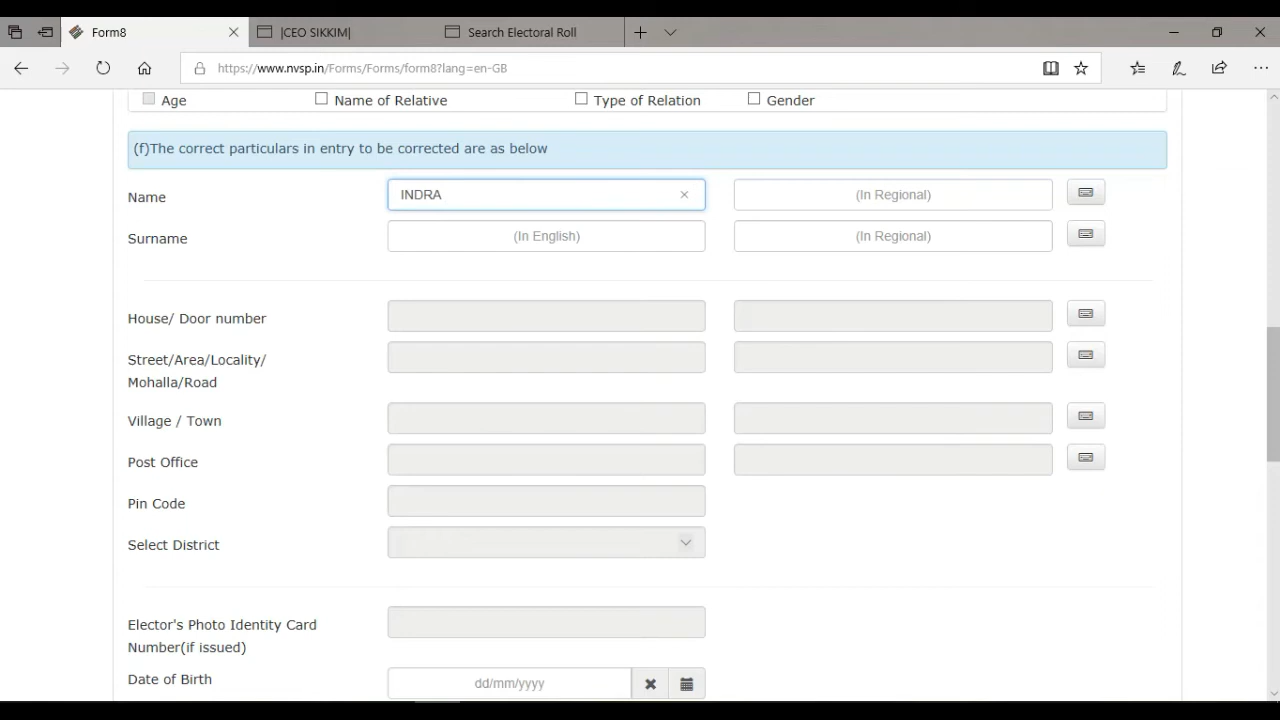 Form8
|CEO SIKKIM|
Search Electoral Roll
https://www.nvsp.in/Forms/Forms/form8?lang=en-GB
Age Name of Relative Type of Relation Gender
(f)The correct particulars in entry to be corrected are as below
Name INDRA (In Regional)
Surname (In English) (In Regional)
House/ Door number
Street/Area/Locality/
Mohalla/Road
Village / Town
Post Office
Pin Code
Select District
Elector's Photo Identity Card
Number(if issued)
Date of Birth dd/mm/yyyy